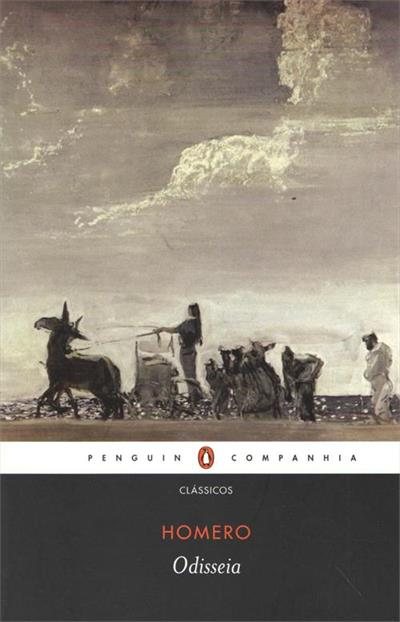 PENGUIN COMPANHIA
CLÁSSICOS
HOMERO
Odisseia